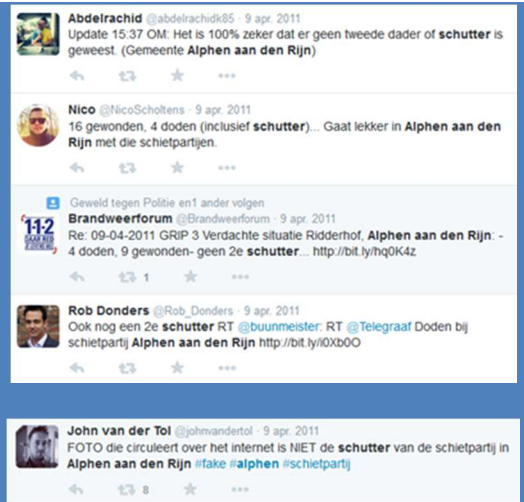 Abdelrachid @abdelrachidk85 · 9 apr. 2011
Update 15:37 OM: Het is 100% zeker dat er geen tweede dader of schutter is
geweest. (Gemeente Alphen aan den Rijn)
Nico @NicoScholtens · 9 apr. 2011
16 gewonden, 4 doden (inclusief schutter)... Gaat lekker in Alphen aan den
Rijn met die schietpartijen.
Geweld tegen Politie en1 ander volgen
1-1-2
Brandweerforum @Brandweerforum · 9 apr. 2011
Re: 09-04-2011 GRIP 3 Verdachte situatie Ridderhof, Alphen aan den Rijn: -
4 doden, 9 gewonden- geen 2e schutter... http://bit.ly/hq0K4z
1
Rob Donders @Rob_Donders · 9 apr. 2011
Ook nog een 2e schutter RT @buunmeister: RT @Telegraaf Doden bij
schietpartij Alphen aan den Rijn http://bit.ly/i0Xb0O
John van der Tol @johnvandertol · 9 apr. 2011
FOTO die circuleert over het internet is NIET de schutter van de schietpartij in
Alphen aan den Rijn #fake #alphen #schietpartij
8